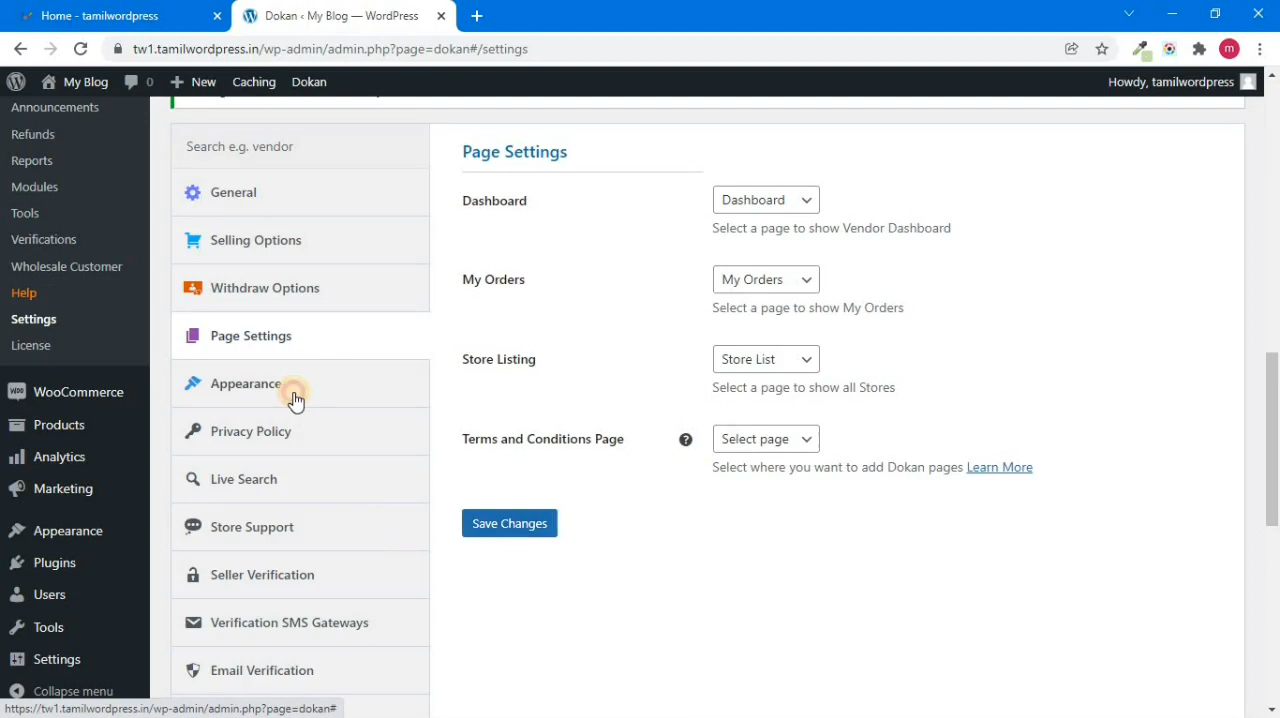 Home - tamilwordpress
Dokan ‹ My Blog — WordPress
tw1.tamilwordpress.in/wp-admin/admin.php?page=dokan#/settings
m
My Blog
0
New
Caching
Dokan
Howdy, tamilwordpress
Announcements
Refunds
Reports
Modules
Tools
Verifications
Wholesale Customer
Help
Settings
License
WooCommerce
Products
Analytics
Marketing
Appearance
Plugins
Users
Tools
Settings
Collapse menu
Search e.g. vendor
General
Selling Options
Withdraw Options
Page Settings
Appearance
Privacy Policy
Live Search
Store Support
Seller Verification
Verification SMS Gateways
Email Verification
Page Settings
Dashboard
Dashboard
Select a page to show Vendor Dashboard
My Orders
My Orders
Select a page to show My Orders
Store Listing
Store List
Select a page to show all Stores
Terms and Conditions Page
?
Select page
Select where you want to add Dokan pages Learn More
Save Changes
https://tw1.tamilwordpress.in/wp-admin/admin.php?page=dokan#